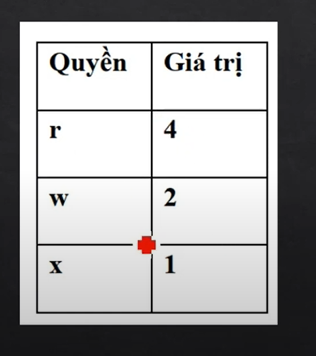 Quyền Giá trị
r 4
w 2
x 1